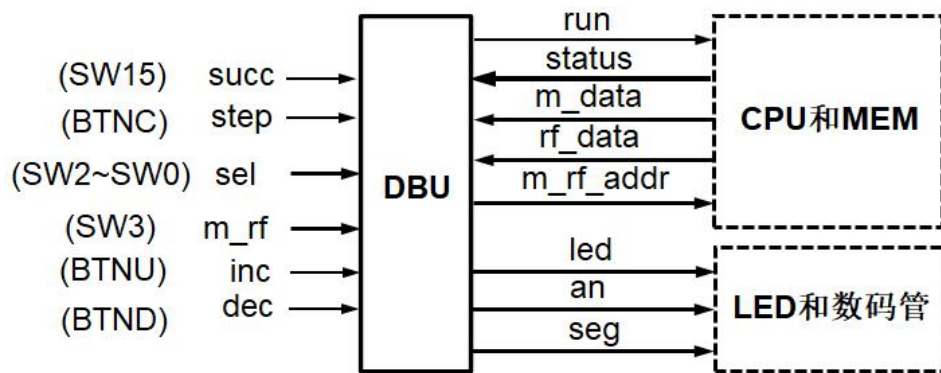 (SW15) succ
(BTNC) step
(SW2~SW0) sel
(SW3) m_rf
(BTNU) inc
(BTND) dec
DBU
run
status
m_data
rf_data
m_rf_addr
led
an
seg
CPU和MEM
LED和数码管